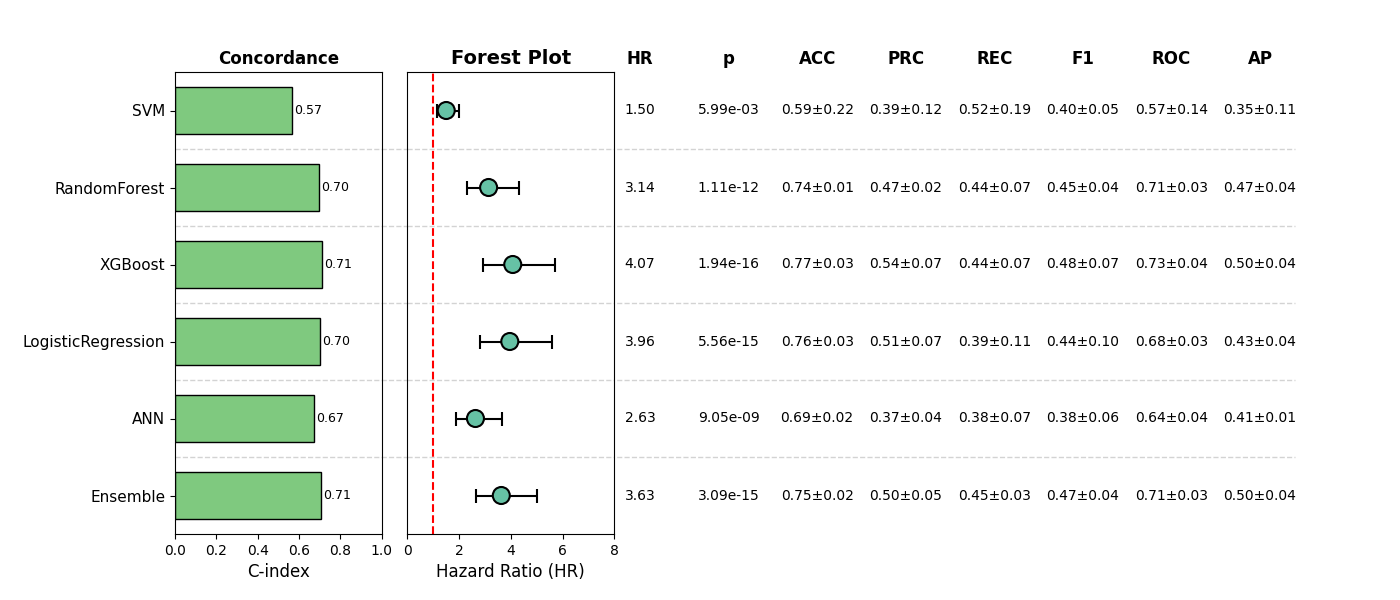 Concordance Forest Plot HR p ACC PRC REC F1 ROC AP
SVM 0.57 1.50 5.99e-03 0.59±0.22 0.39±0.12 0.52±0.19 0.40±0.05 0.57±0.14 0.35±0.11
RandomForest 0.70 3.14 1.11e-12 0.74±0.01 0.47±0.02 0.44±0.07 0.45±0.04 0.71±0.03 0.47±0.04
XGBoost 0.71 4.07 1.94e-16 0.77±0.03 0.54±0.07 0.44±0.07 0.48±0.07 0.73±0.04 0.50±0.04
LogisticRegression 0.70 3.96 5.56e-15 0.76±0.03 0.51±0.07 0.39±0.11 0.44±0.10 0.68±0.03 0.43±0.04
ANN 0.67 2.63 9.05e-09 0.69±0.02 0.37±0.04 0.38±0.07 0.38±0.06 0.64±0.04 0.41±0.01
Ensemble 0.71 3.63 3.09e-15 0.75±0.02 0.50±0.05 0.45±0.03 0.47±0.04 0.71±0.03 0.50±0.04
0.0 0.2 0.4 0.6 0.8 1.0 0 2 4 6 8
C-index Hazard Ratio (HR)